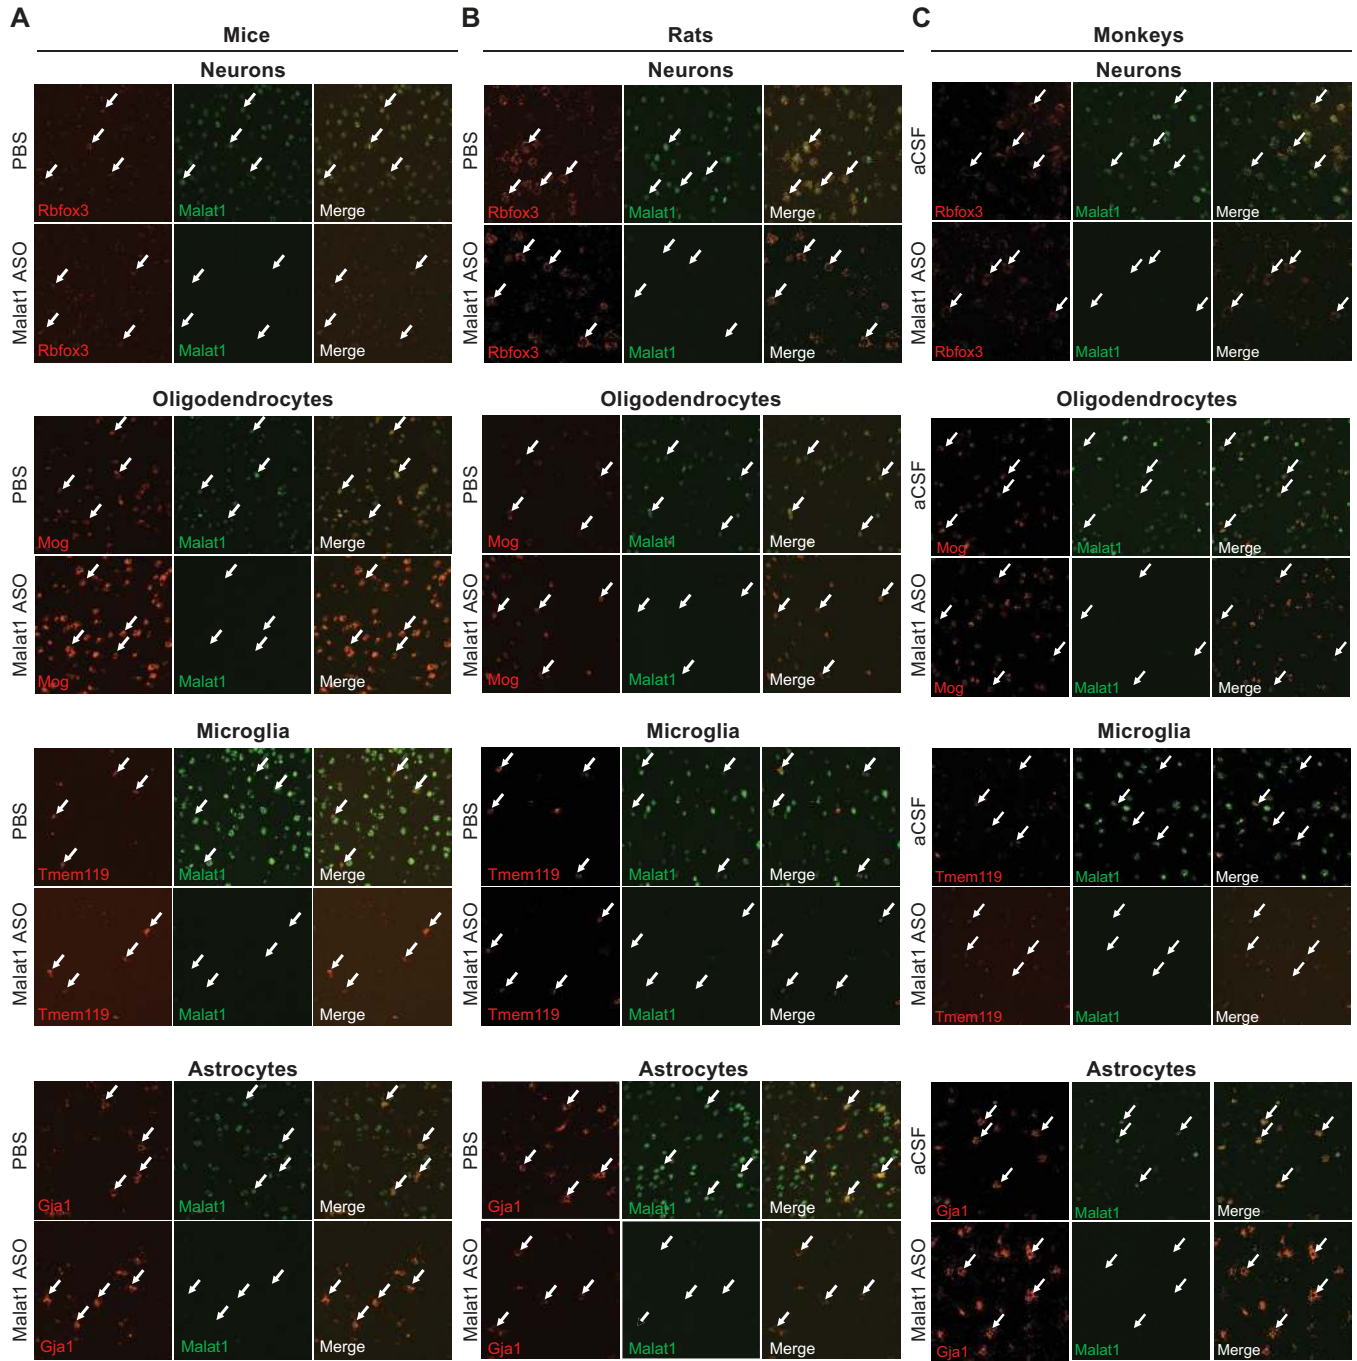 A
Mice
Neurons
PBS
Rbfox3
Malat1
Merge
Malat1 ASO
Rbfox3
Malat1
Merge
Oligodendrocytes
PBS
Mog
Malat1
Merge
Malat1 ASO
Mog
Malat1
Merge
Microglia
PBS
Tmem119
Malat1
Merge
Malat1 ASO
Tmem119
Malat1
Merge
Astrocytes
PBS
Gja1
Malat1
Merge
Malat1 ASO
Gja1
Malat1
Merge
B
Rats
Neurons
PBS
Rbfox3
Malat1
Merge
Malat1 ASO
Rbfox3
Malat1
Merge
Oligodendrocytes
PBS
Mog
Malat1
Merge
Malat1 ASO
Mog
Malat1
Merge
Microglia
PBS
Tmem119
Malat1
Merge
Malat1 ASO
Tmem119
Malat1
Merge
Astrocytes
PBS
Gja1
Malat1
Merge
Malat1 ASO
Gja1
Malat1
Merge
C
Monkeys
Neurons
aCSF
Rbfox3
Malat1
Merge
Malat1 ASO
Rbfox3
Malat1
Merge
Oligodendrocytes
aCSF
Mog
Malat1
Merge
Malat1 ASO
Mog
Malat1
Merge
Microglia
aCSF
Tmem119
Malat1
Merge
Malat1 ASO
Tmem119
Malat1
Merge
Astrocytes
aCSF
Gja1
Malat1
Merge
Malat1 ASO
Gja1
Malat1
Merge